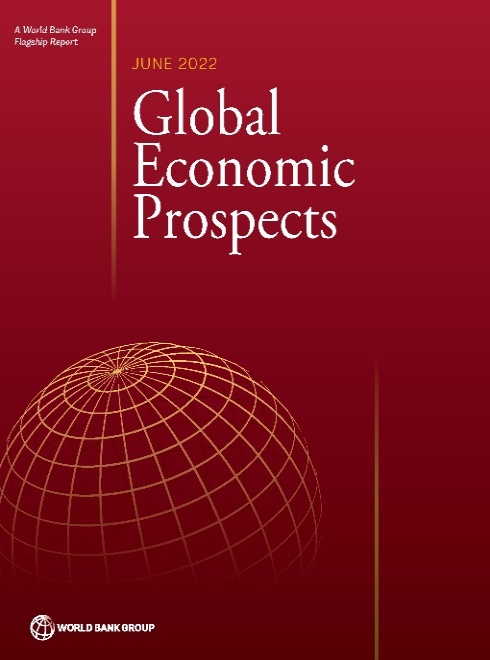 A World Bank Group
Flagship Report
JUNE 2022
Global
Economic
Prospects
WORLD BANK GROUP